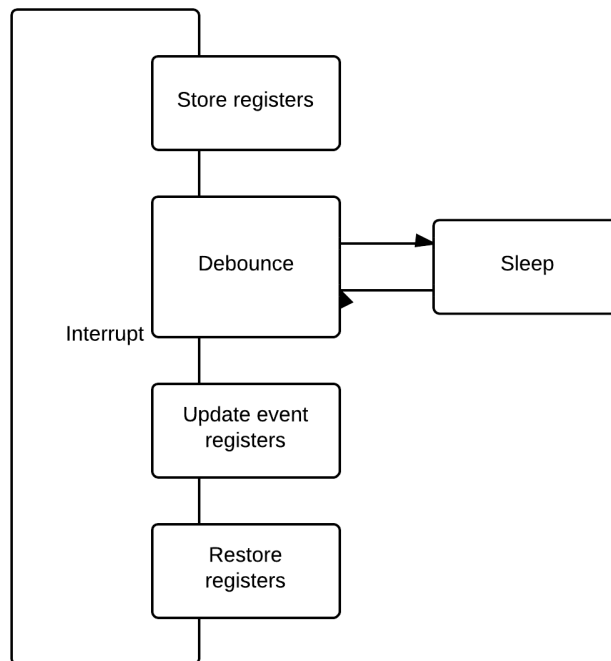 Store registers
Debounce
Sleep
Interrupt
Update event
registers
Restore
registers